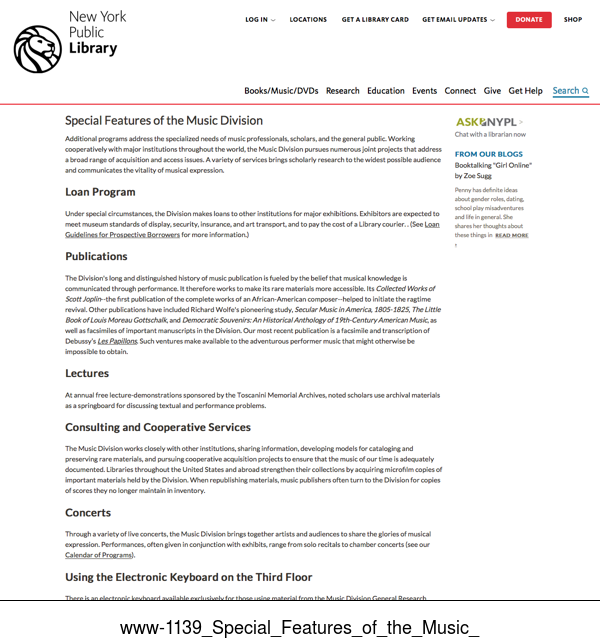 New York
Public
Library
LOG IN
LOCATIONS
GET A LIBRARY CARD
GET EMAIL UPDATES
DONATE
SHOP
Books/Music/DVDs Research Education Events Connect Give Get Help Search
Special Features of the Music Division
Additional programs address the specialized needs of music professionals, scholars, and the general public. Working
cooperatively with major institutions throughout the world, the Music Division pursues numerous joint projects that address
a broad range of acquisition and access issues. A variety of services brings scholarly research to the widest possible audience
and communicates the vitality of musical expression.
Loan Program
Under special circumstances, the Division makes loans to other institutions for major exhibitions. Exhibitors are expected to
meet museum standards of display, security, insurance, and art transport, and to pay the cost of a Library courier. . (See Loan
Guidelines for Prospective Borrowers for more information.)
Publications
The Division's long and distinguished history of music publication is fueled by the belief that musical knowledge is
communicated through performance. It therefore works to make its rare materials more accessible. Its Collected Works of
Scott Joplin--the first publication of the complete works of an African-American composer--helped to initiate the ragtime
revival. Other publications have included Richard Wolfe's pioneering study, Secular Music in America, 1805-1825, The Little
Book of Louis Moreau Gottschalk, and Democratic Souvenirs: An Historical Anthology of 19th-Century American Music, as
well as facsimiles of important manuscripts in the Division. Our most recent publication is a facsimile and transcription of
Debussy's Les Papillons. Such ventures make available to the adventurous performer music that might otherwise be
impossible to obtain.
Lectures
At annual free lecture-demonstrations sponsored by the Toscanini Memorial Archives, noted scholars use archival materials
as a springboard for discussing textual and performance problems.
Consulting and Cooperative Services
The Music Division works closely with other institutions, sharing information, developing models for cataloging and
preserving rare materials, and pursuing cooperative acquisition projects to ensure that the music of our time is adequately
documented. Libraries throughout the United States and abroad strengthen their collections by acquiring microfilm copies of
important materials held by the Division. When republishing materials, music publishers often turn to the Division for copies
of scores they no longer maintain in inventory.
Concerts
Through a variety of live concerts, the Music Division brings together artists and audiences to share the glories of musical
expression. Performances, often given in conjunction with exhibits, range from solo recitals to chamber concerts (see our
Calendar of Programs).
Using the Electronic Keyboard on the Third Floor
There is an electronic keyboard available exclusively for those using material from the Music Division General Research
ASK NYPL >
Chat with a librarian now
FROM OUR BLOGS
Booktalking "Girl Online"
by Zoe Sugg
Penny has definite ideas
about gender roles, dating,
school play misadventures
and life in general. She
shares her thoughts about
these things in READ MORE
www-1139_Special_Features_of_the_Music_